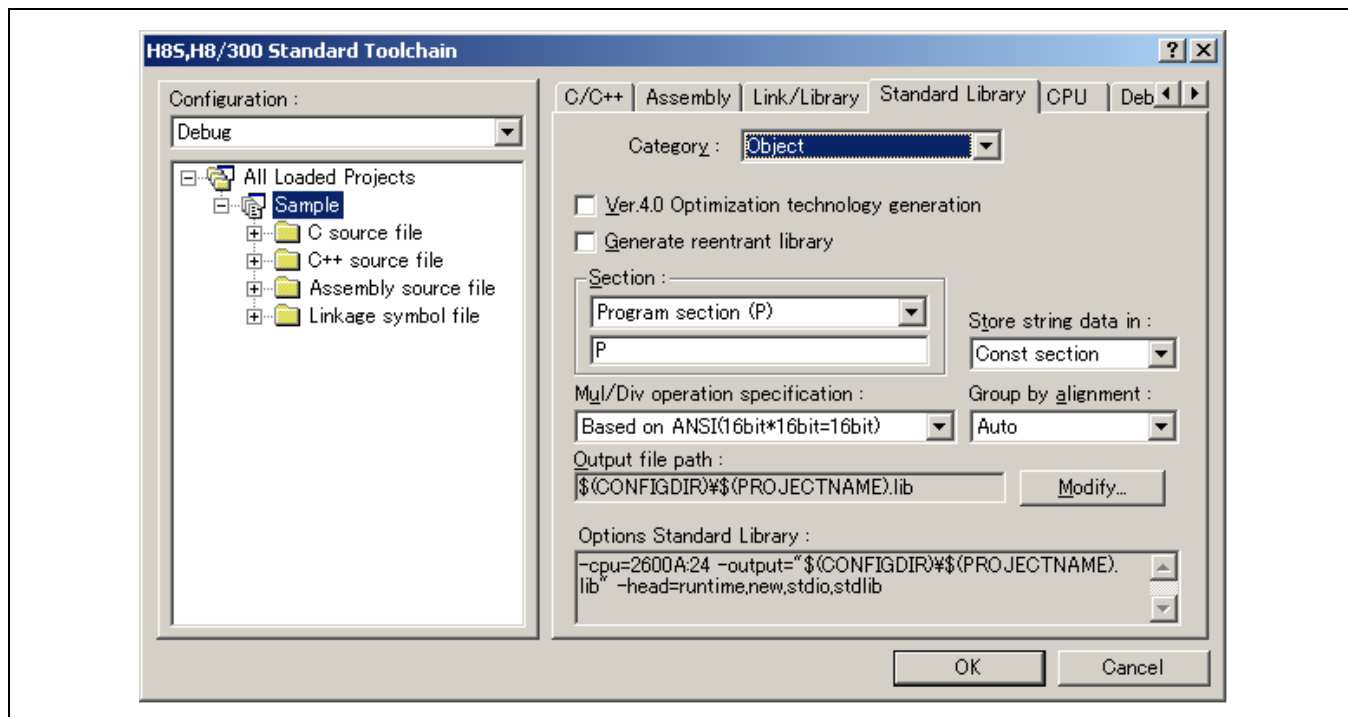 H8S,H8/300 Standard Toolchain
Configuration :
Debug
All Loaded Projects
Sample
C source file
C++ source file
Assembly source file
Linkage symbol file
C/C++ Assembly Link/Library Standard Library CPU Deb
Category : Object
Ver.4.0 Optimization technology generation
Generate reentrant library
Section :
Program section (P)
P
Store string data in :
Const section
Mul/Div operation specification :
Based on ANSI(16bit*16bit=16bit)
Group by alignment :
Auto
Output file path :
$(CONFIGDIR)¥$(PROJECTNAME).lib
Modify...
Options Standard Library :
-cpu=2600A:24 -output="$(CONFIGDIR)¥$(PROJECTNAME).
lib" -head=runtime,new,stdio,stdlib
OK Cancel